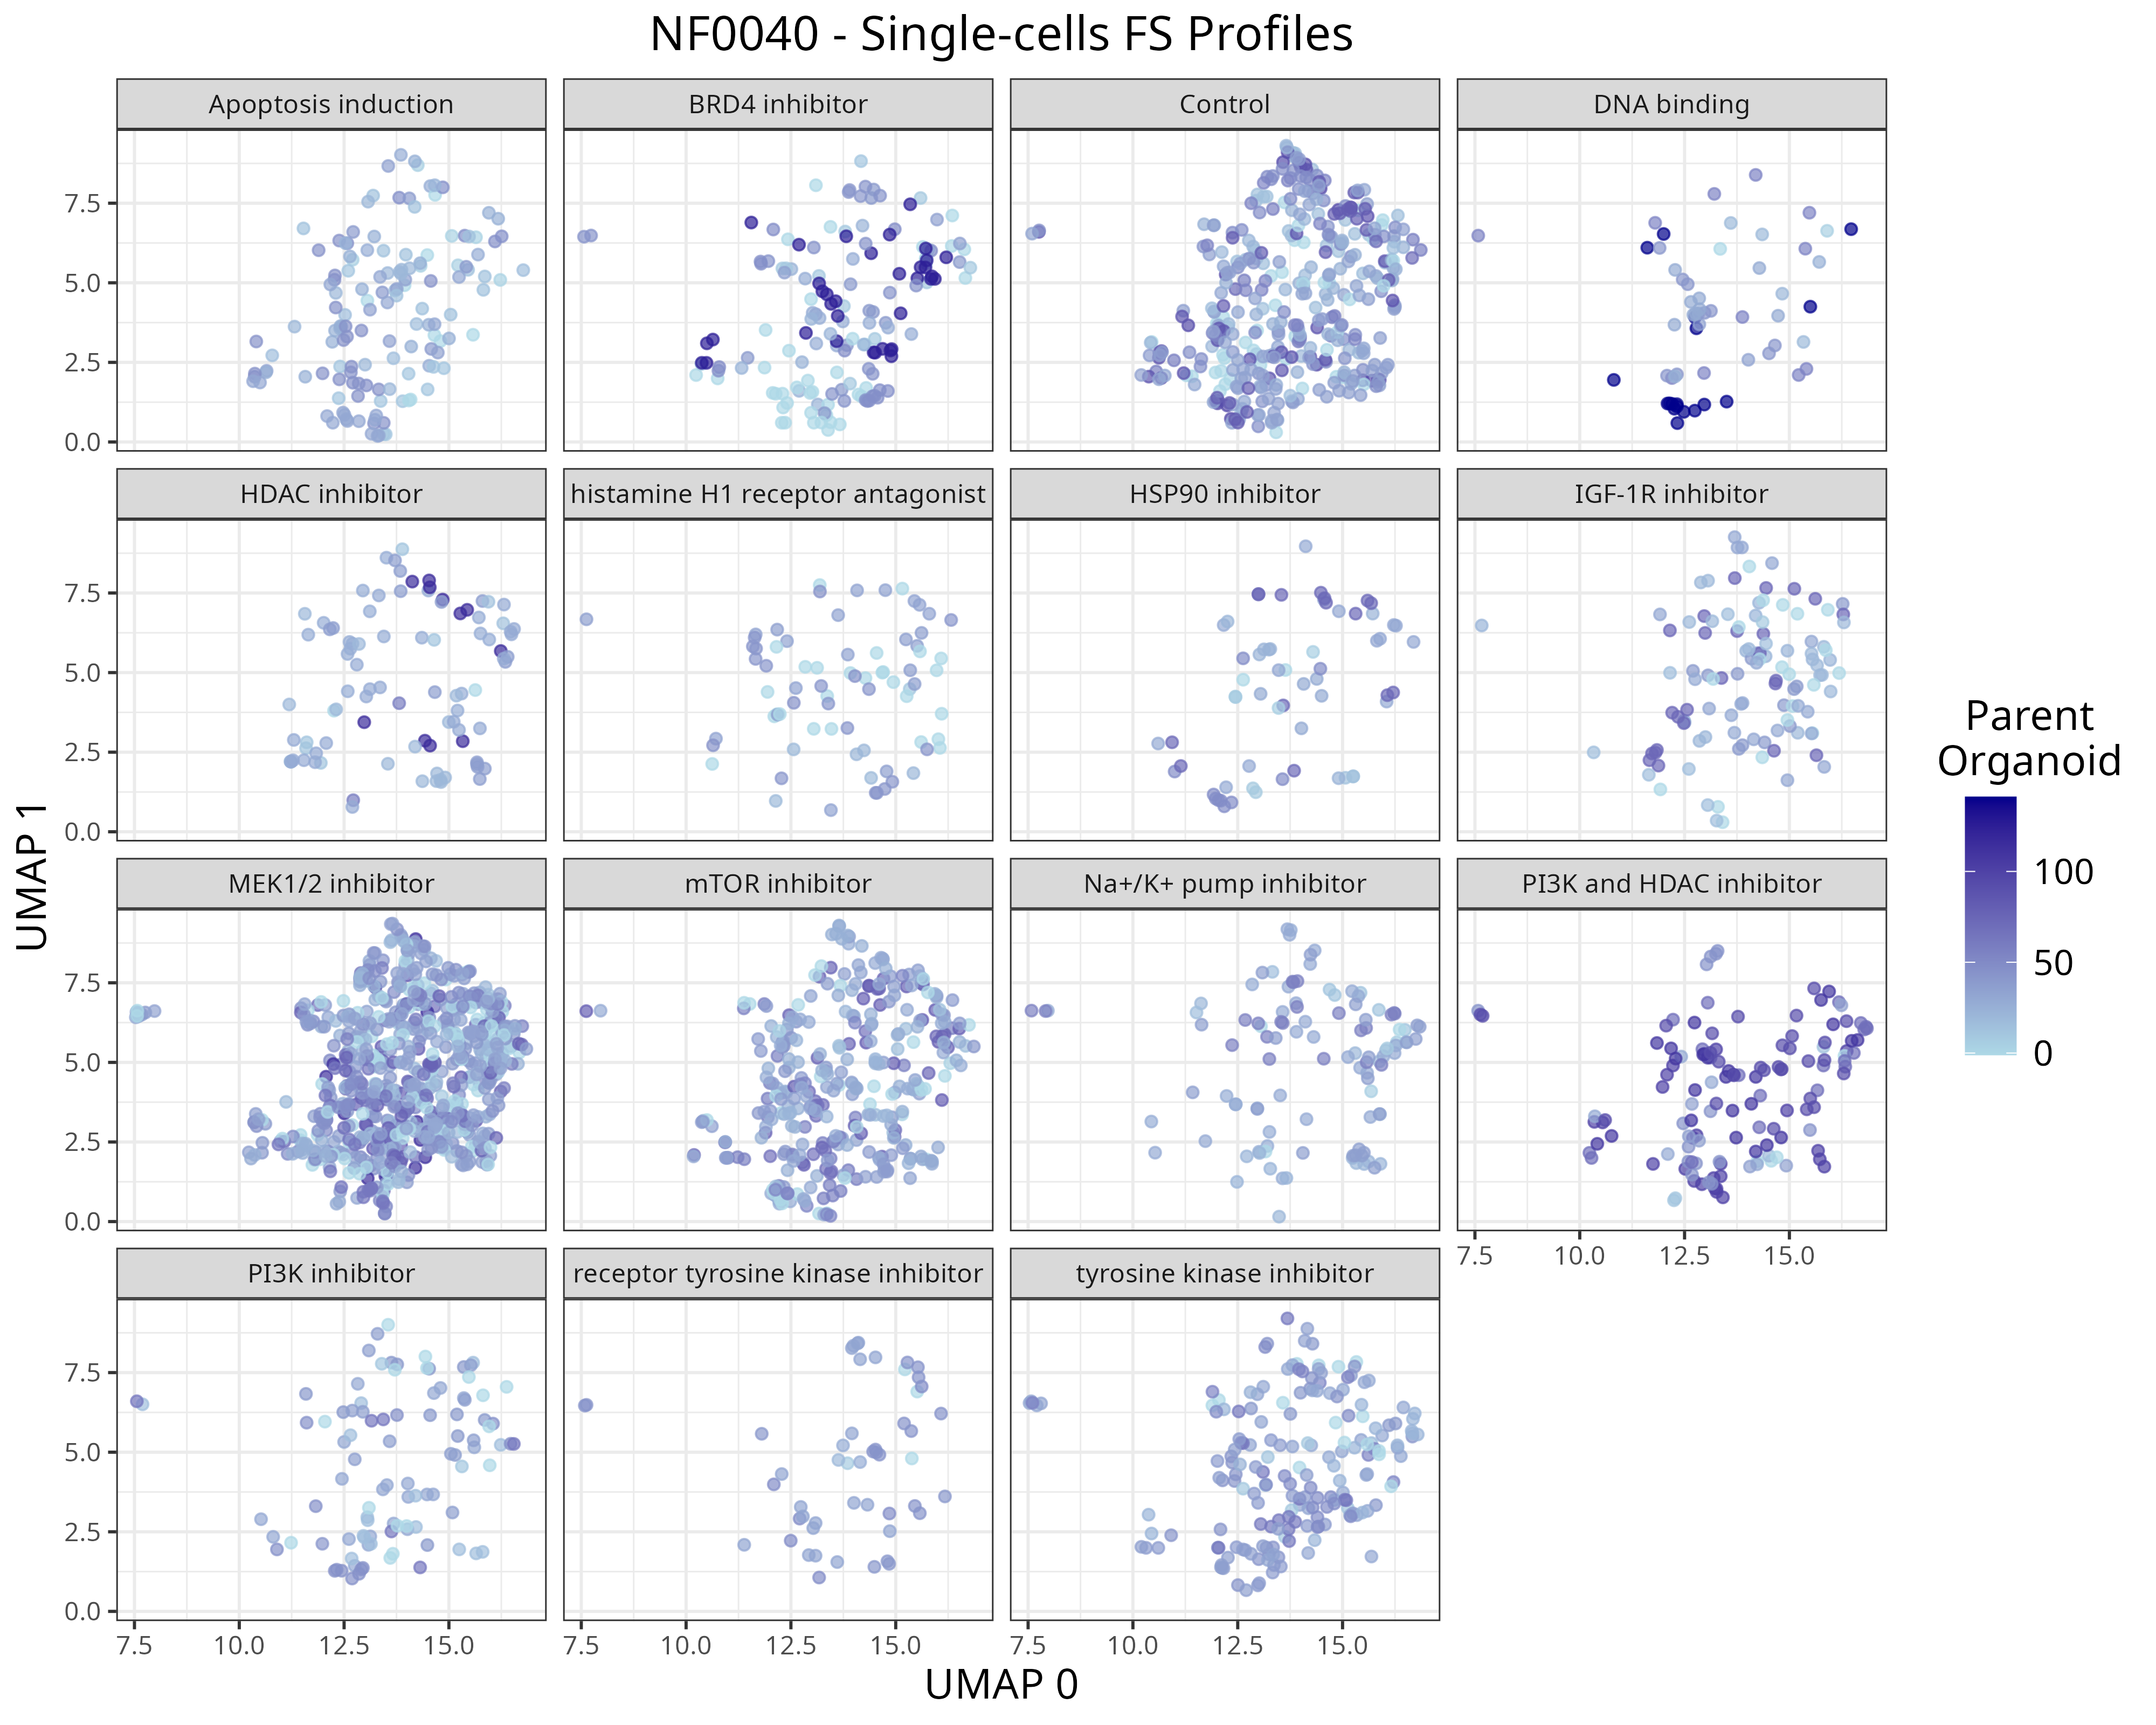 NF0040 - Single-cells FS Profiles
Apoptosis induction
BRD4 inhibitor
Control
DNA binding
7.5
5.0
2.5
0.0
HDAC inhibitor
histamine H1 receptor antagonist
HSP90 inhibitor
IGF-1R inhibitor
7.5
5.0
2.5
0.0
MEK1/2 inhibitor
mTOR inhibitor
Na+/K+ pump inhibitor
PI3K and HDAC inhibitor
7.5
5.0
2.5
0.0
7.5 10.0 12.5 15.0
PI3K inhibitor
receptor tyrosine kinase inhibitor
tyrosine kinase inhibitor
7.5
5.0
2.5
0.0
7.5 10.0 12.5 15.0
7.5 10.0 12.5 15.0
7.5 10.0 12.5 15.0
UMAP 0
UMAP 1
Parent
Organoid
100
50
0